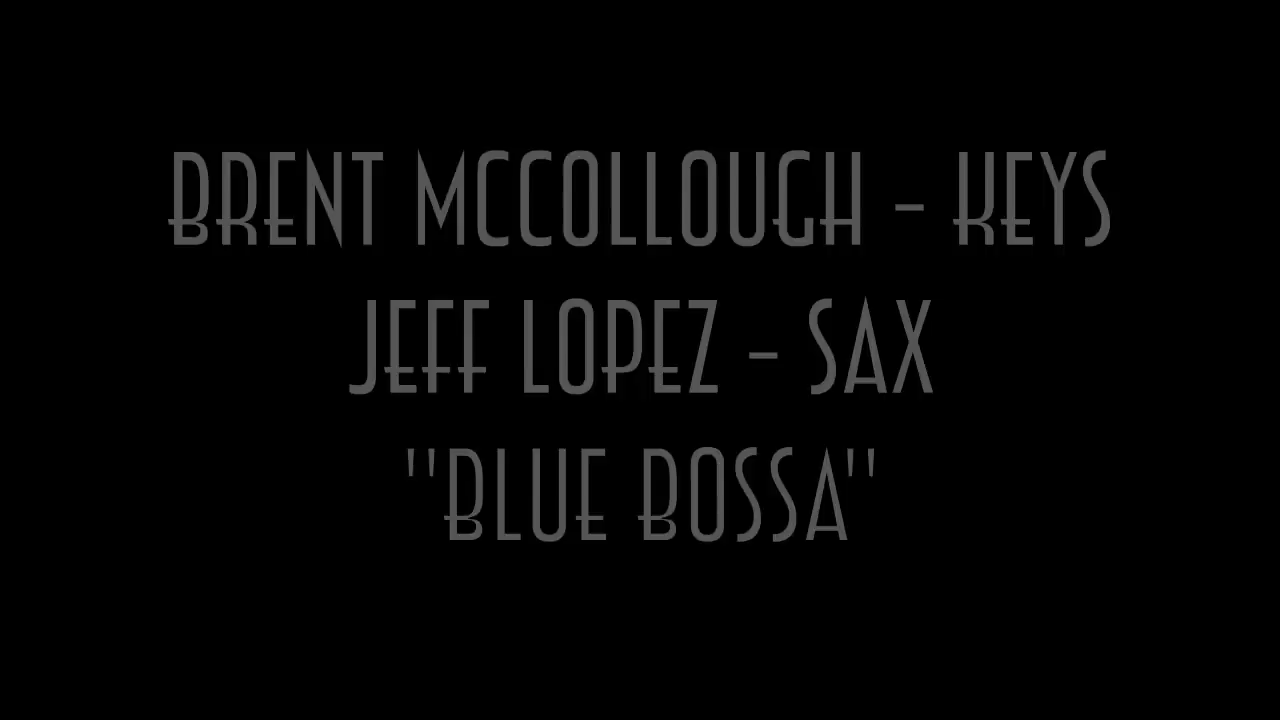 BRENT MCCOLLOUGH - KEYS
JEFF LOPEZ - SAX
"BLUE BOSSA"